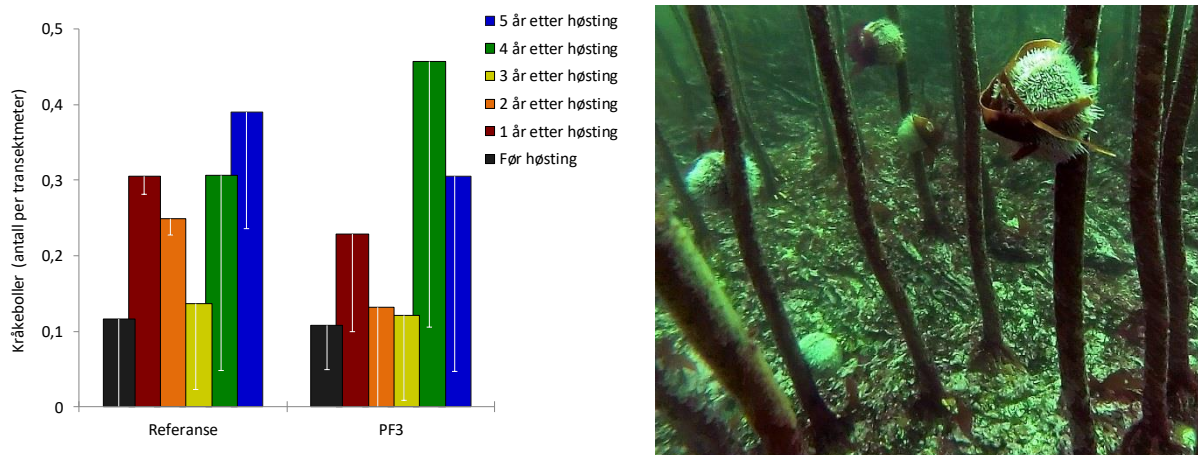 Kråkeboller (antall per transektmeter)
0,5
0,4
0,3
0,2
0,1
0
Referanse
PF3
5 år etter høsting
4 år etter høsting
3 år etter høsting
2 år etter høsting
1 år etter høsting
Før høsting